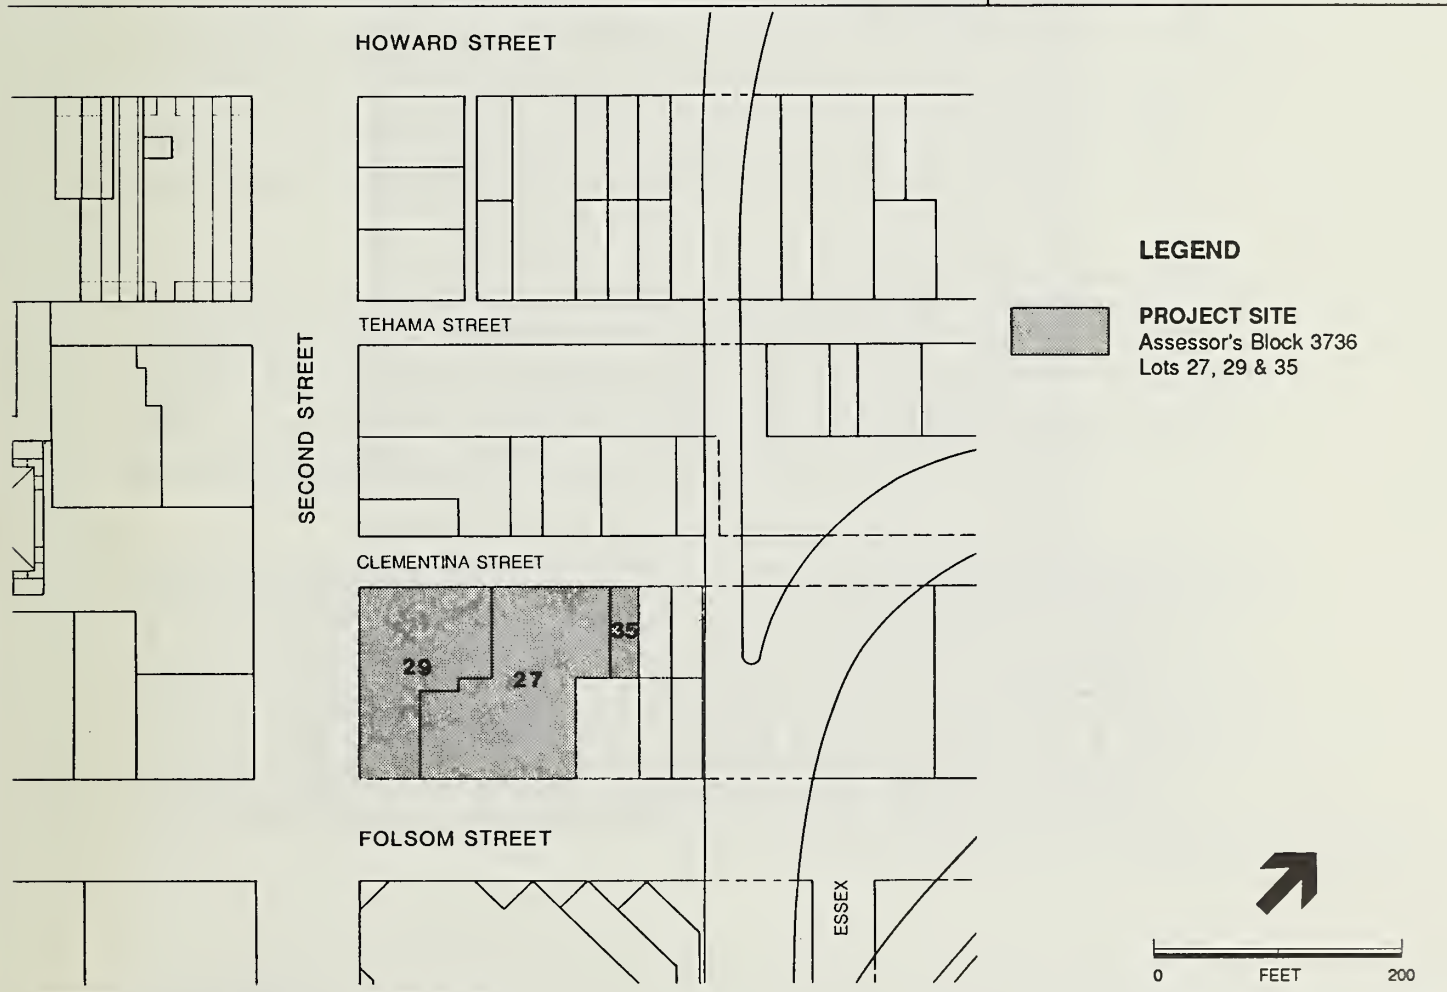 HOWARD STREET
LEGEND
PROJECT SITE
Assessor's Block 3736
Lots 27, 29 & 35
TEHAMA STREET
SECOND STREET
CLEMENTINA STREET
35
29
27
FOLSOM STREET
ESSEX
0 FEET 200